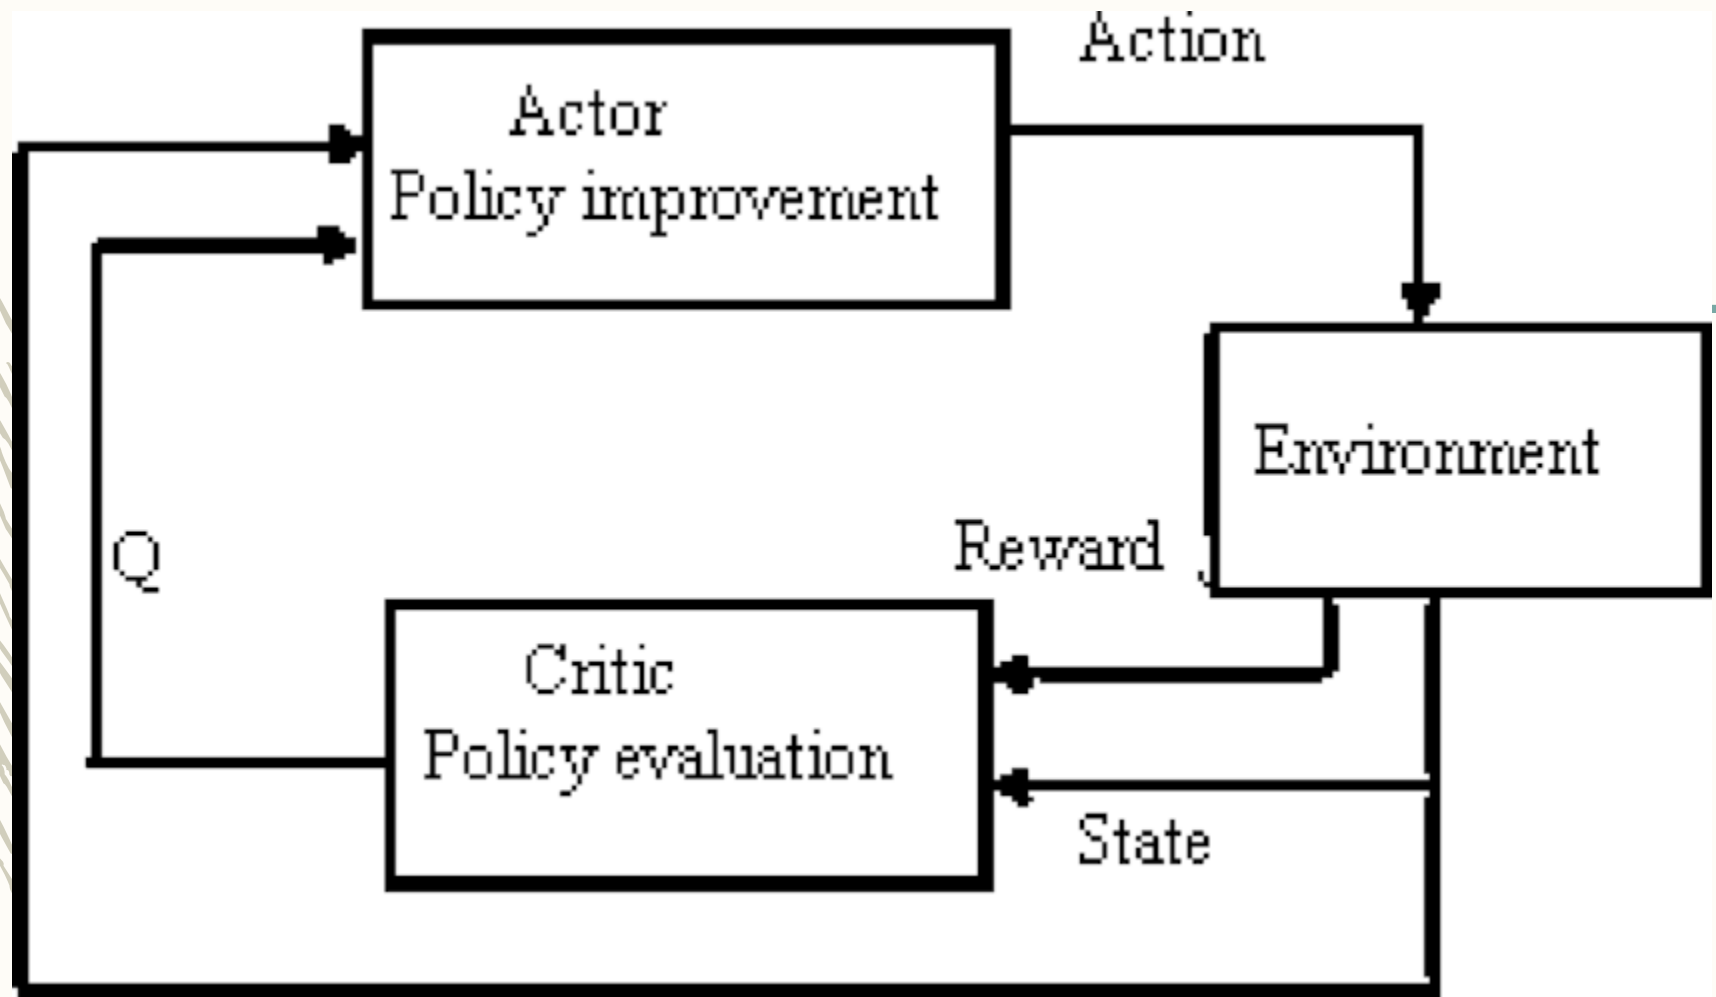 Action
Actor
Policy improvement
Environment
Reward
Q
Critic
Policy evaluation
State